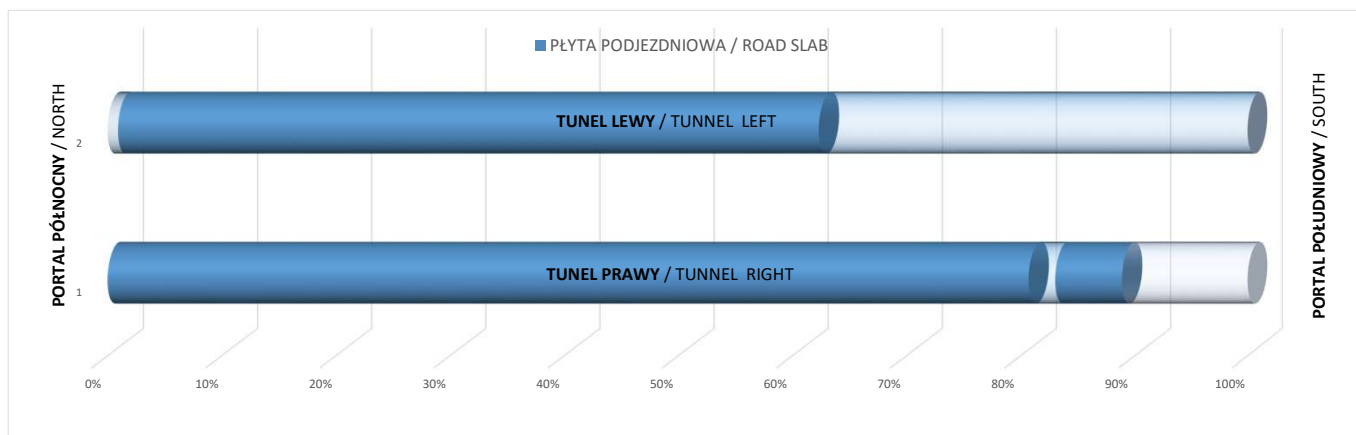 PŁYTA PODJEZDNIOWA / ROAD SLAB
PORTAL PÓŁNOCNY / NORTH
2
TUNEL LEWY / TUNNEL LEFT
1
TUNEL PRAWY / TUNNEL RIGHT
PORTAL POŁUDNIOWY / SOUTH
0% 10% 20% 30% 40% 50% 60% 70% 80% 90% 100%